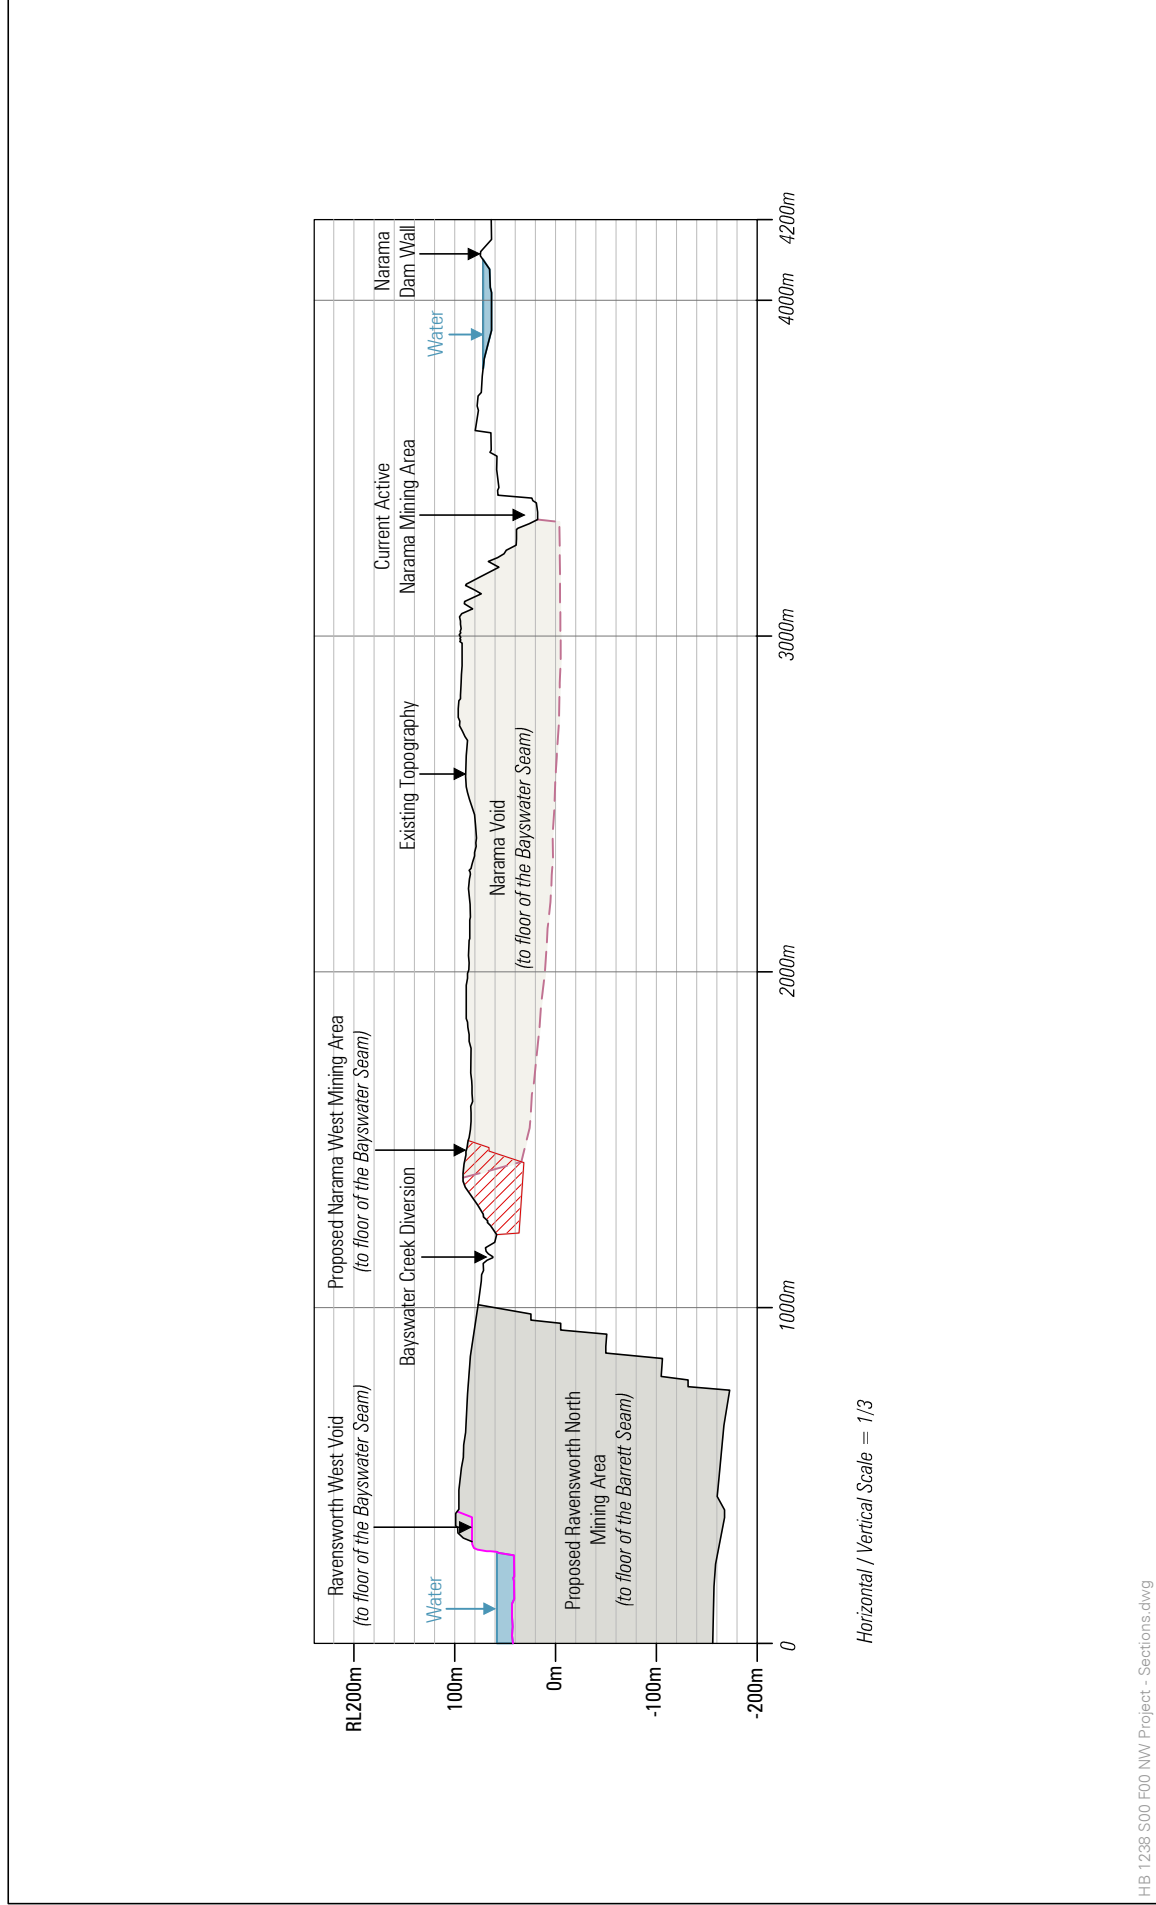 Ravensworth West Void
(to floor of the Bayswater Seam)
Water
Bayswater Creek Diversion
Proposed Narama West Mining Area
(to floor of the Bayswater Seam)
Existing Topography
Current Active
Narama Mining Area
Water
Narama
Dam Wall
RL200m
100m
0m
-100m
-200m
Narama Void
(to floor of the Bayswater Seam)
Proposed Ravensworth North
Mining Area
(to floor of the Barrett Seam)
0
1000m
2000m
3000m
4000m
4200m
Horizontal / Vertical Scale = 1/3
HB 1238 S00 F00 NW Project - Sections.dwg